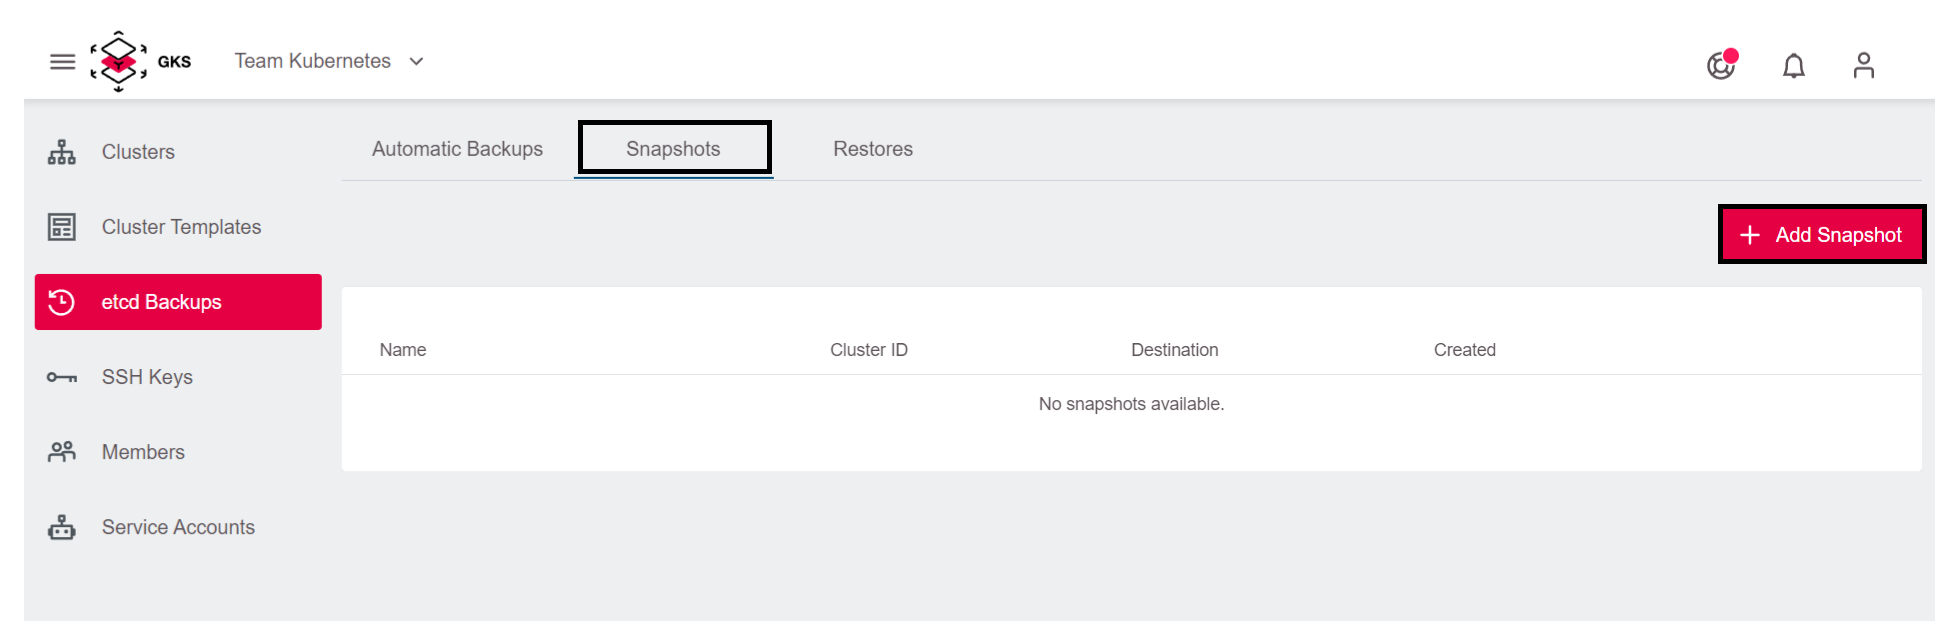 GKS Team Kubernetes
Clusters
Cluster Templates
etcd Backups
SSH Keys
Members
Service Accounts
Automatic Backups Snapshots Restores
Add Snapshot
Name Cluster ID Destination Created
No snapshots available.